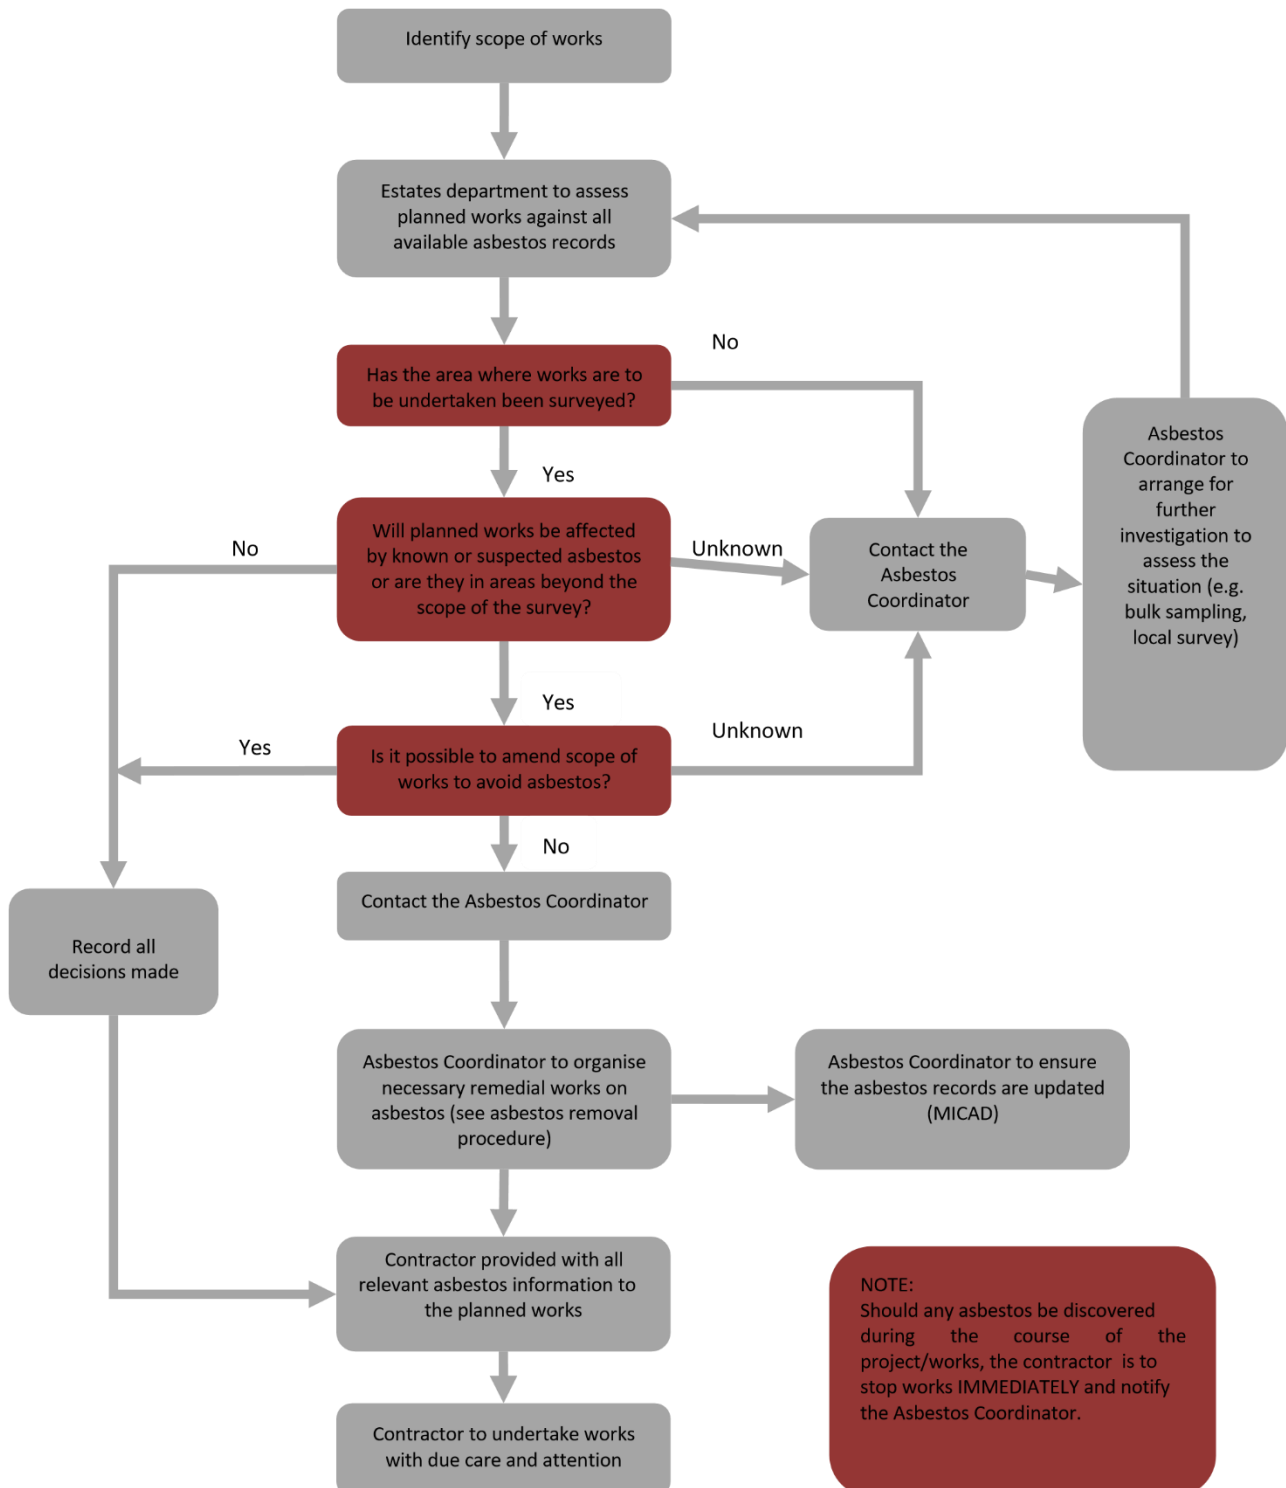 Identify scope of works
Estates department to assess
planned works against all
available asbestos records
No
Has the area where works are to
be undertaken been surveyed?
Yes
Asbestos
Coordinator to
arrange for
further
investigation to
assess the
situation (e.g.
bulk sampling,
local survey)
No
Will planned works be affected
by known or suspected asbestos
or are they in areas beyond the
scope of the survey?
Unknown
Contact the
Asbestos
Coordinator
Yes
Yes
Is it possible to amend scope of
works to avoid asbestos?
Unknown
No
Contact the Asbestos Coordinator
Record all
decisions made
Asbestos Coordinator to organise
necessary remedial works on
asbestos (see asbestos removal
procedure)
Asbestos Coordinator to ensure
the asbestos records are updated
(MICAD)
Contractor provided with all
relevant asbestos information to
the planned works
NOTE:
Should any asbestos be discovered
during the course of the
project/works, the contractor is to
stop works IMMEDIATELY and notify
the Asbestos Coordinator.
Contractor to undertake works
with due care and attention